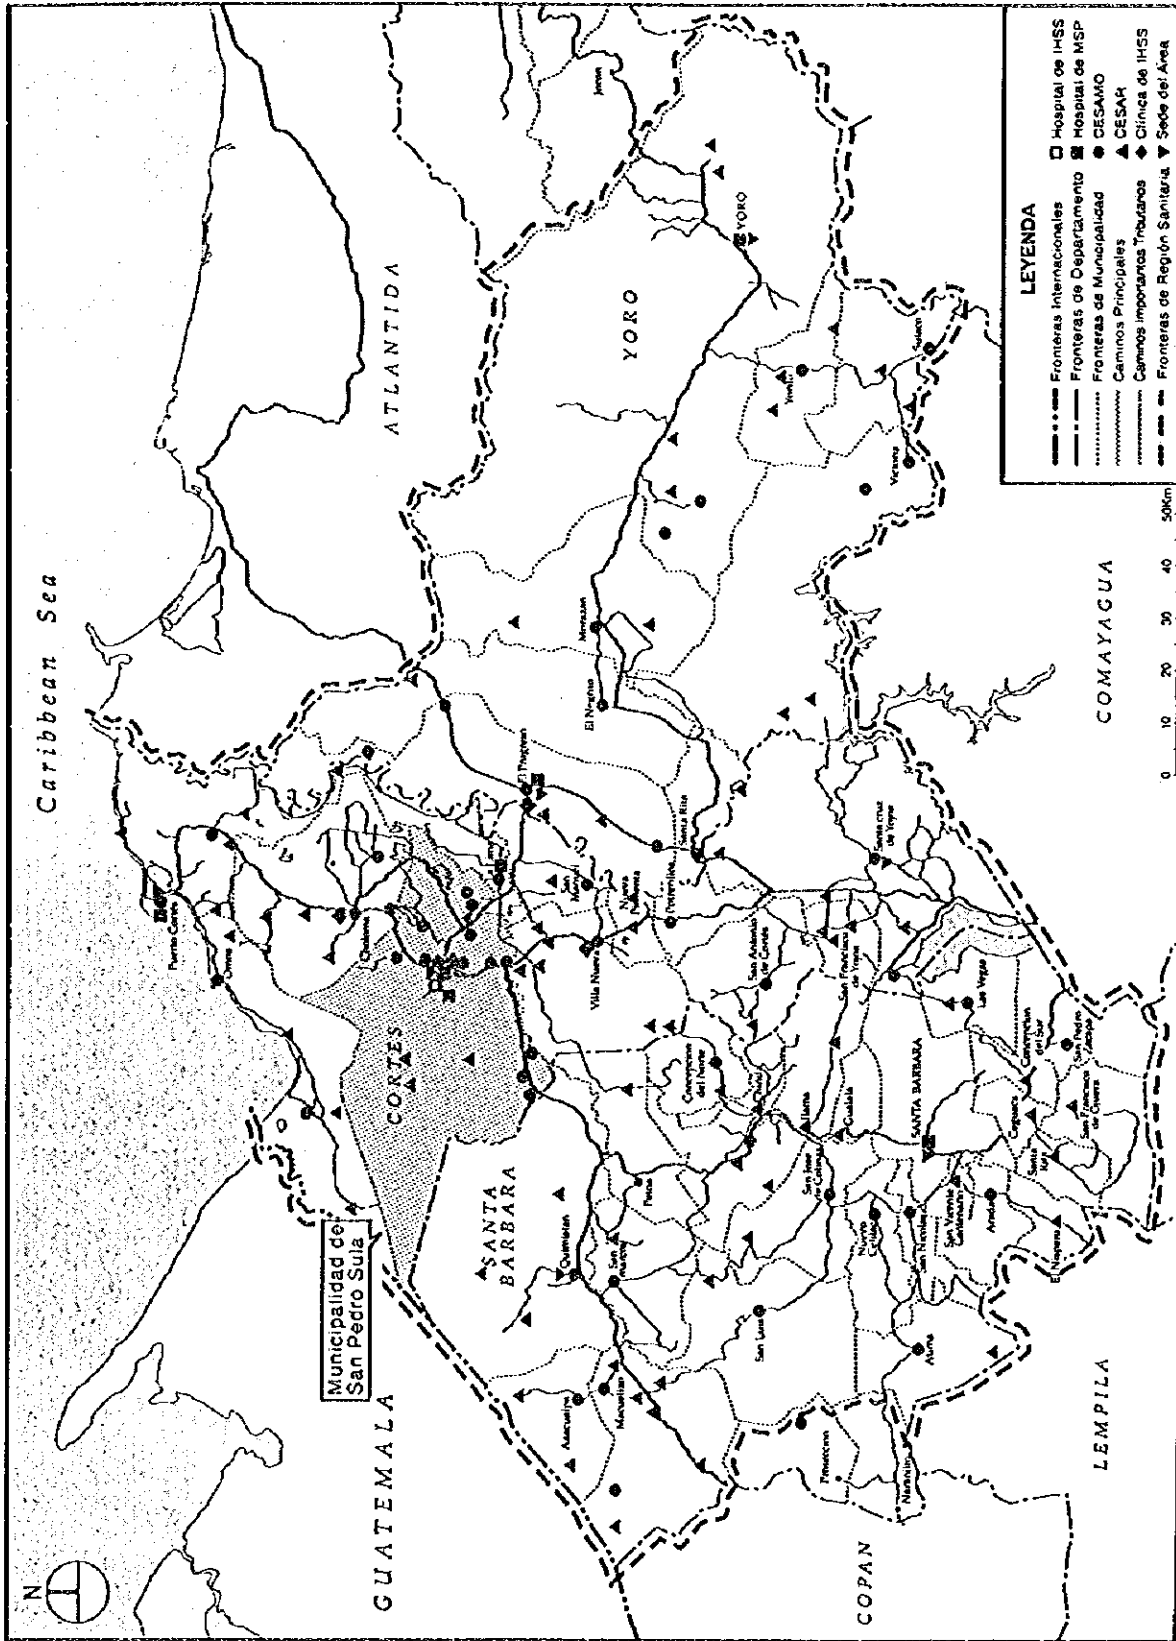 N
Caribbean Sea
GUATEMALA
Municipalidad de
San Pedro Sula
ATLANTIDA
CORTES
SANTA
BARBARA
YORO
COPAN
LEMPILA
COMAYAGUA
Puerto Cortes
Omoa
Choloma
El Progreso
San
Manuel
Villa Nueva
Potrerillos
Santa Rita
El Negrito
Morazan
YORO
Jocon
Yorito
Sulaco
Victoria
Santa cruz
de Yojoa
San Antonio
de Cortes
San Francisco
de Yojoa
Las Vegas
Concepcion
del Norte
Concepcion
del Sur
San Pedro
Zacapa
San Francisco
de Ojuera
Ceguaca
Santa
Rita
SANTA BARBARA
Ilama
Gualala
San Jose
de Colinas
Nuevo
Celilac
San Nicolas
San Vicente
Centenario
Arada
El Nispero
Atima
Naranjito
San Luis
Petoa
Quimistan
San
Marcos
Macuelizo
Azacualpa
LEYENDA
Fronteras Internacionales
Fronteras de Departamento
Fronteras de Municipalidad
Caminos Principales
Caminos Importantes Tributarios
Fronteras de Región Sanitaria
Hospital de IHSS
Hospital de MSP
CESAMO
CESAR
Clínica de IHSS
Sede del Area
0 10 20 30 40 50Km